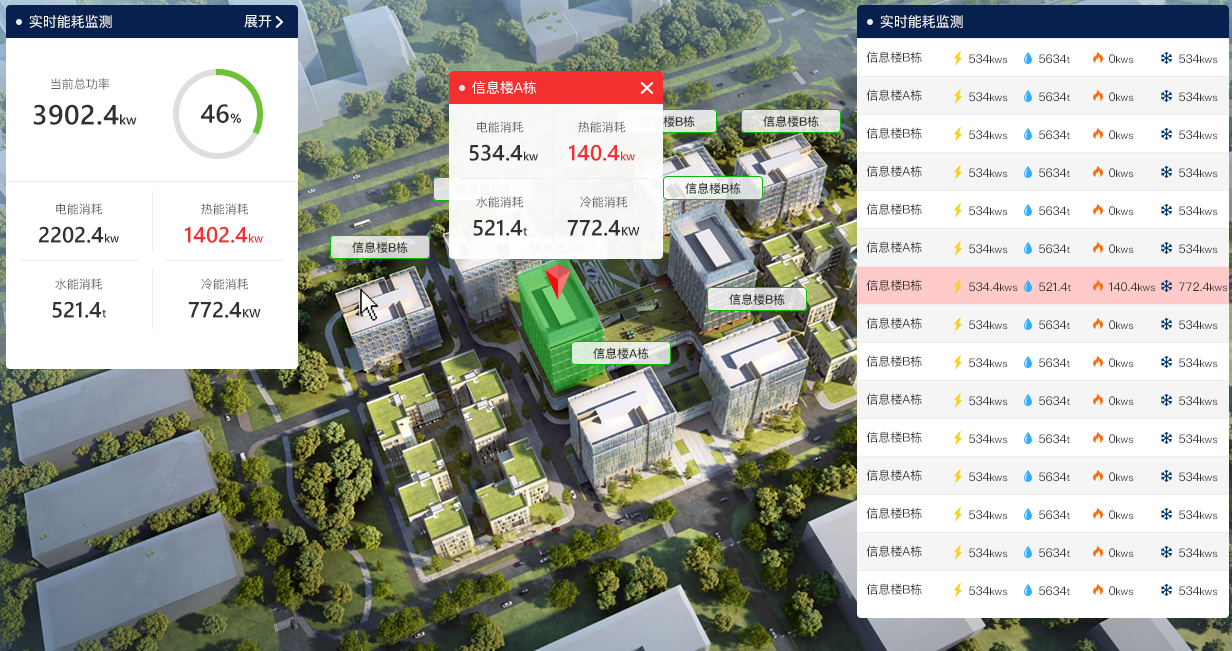 实时能耗监测 展开
当前总功率
3902.4kw
46%
电能消耗 热能消耗
2202.4kw 1402.4kw
水能消耗 冷能消耗
521.4t 772.4KW
信息楼A栋
电能消耗 热能消耗
534.4kw 140.4kw
水能消耗 冷能消耗
521.4t 772.4KW
楼B栋
信息楼B栋
信息楼B栋
信息楼B栋
信息楼B栋
信息楼A栋
实时能耗监测
信息楼B栋 534kws 5634t 0kws 534kws
信息楼A栋 534kws 5634t 0kws 534kws
信息楼B栋 534kws 5634t 0kws 534kws
信息楼A栋 534kws 5634t 0kws 534kws
信息楼B栋 534kws 5634t 0kws 534kws
信息楼A栋 534kws 5634t 0kws 534kws
信息楼B栋 534.4kws 521.4t 140.4kws 772.4kws
信息楼A栋 534kws 5634t 0kws 534kws
信息楼B栋 534kws 5634t 0kws 534kws
信息楼A栋 534kws 5634t 0kws 534kws
信息楼B栋 534kws 5634t 0kws 534kws
信息楼A栋 534kws 5634t 0kws 534kws
信息楼B栋 534kws 5634t 0kws 534kws
信息楼A栋 534kws 5634t 0kws 534kws
信息楼B栋 534kws 5634t 0kws 534kws